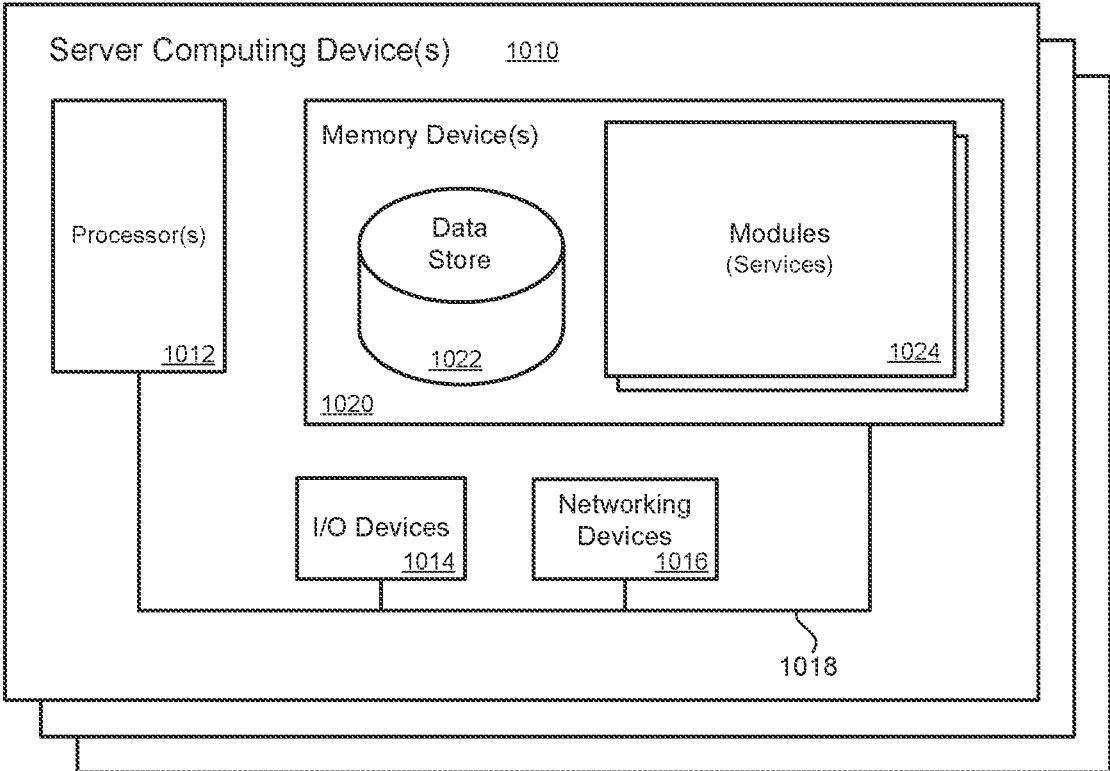 Server Computing Device(s) 1010
Processor(s)
1012
Memory Device(s)
Data
Store
1022
1020
Modules
(Services)
1024
I/O Devices
1014
Networking
Devices
1016
1018